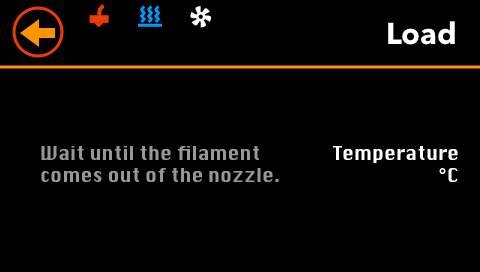 Load
Wait until the filament
comes out of the nozzle.
Temperature
°C